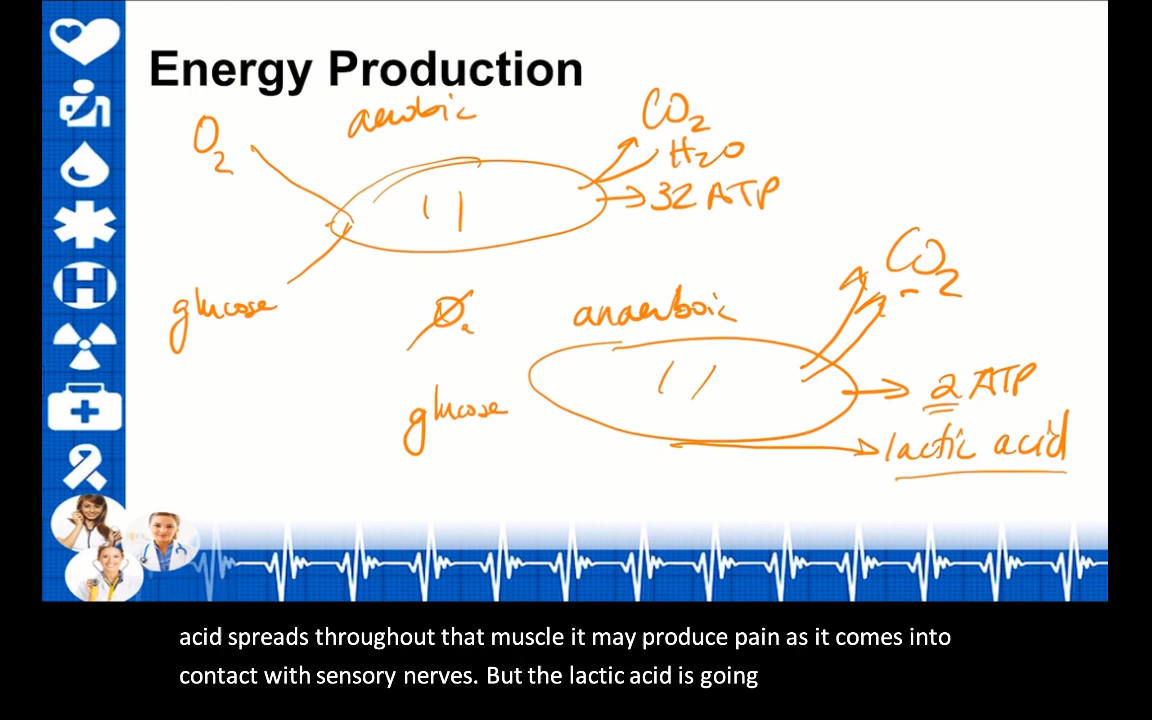 Energy Production
aerobic
O2
CO2
H2O
32 ATP
glucose
CO2
O2
anaerboic
glucose
2 ATP
lactic acid
H
acid spreads throughout that muscle it may produce pain as it comes into
contact with sensory nerves. But the lactic acid is going